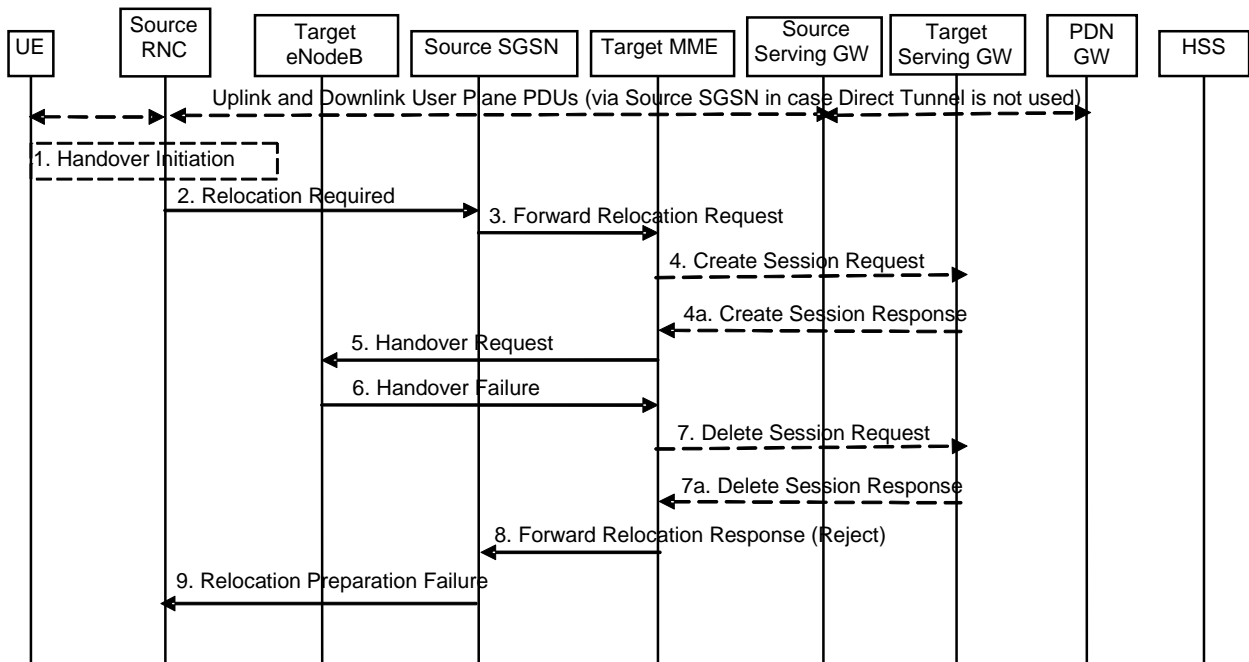 UE
Source
RNC
Target
eNodeB
Source SGSN
Target MME
Source
Serving GW
Target
Serving GW
PDN
GW
HSS
Uplink and Downlink User Plane PDUs (via Source SGSN in case Direct Tunnel is not used)
1. Handover Initiation
2. Relocation Required
3. Forward Relocation Request
4. Create Session Request
4a. Create Session Response
5. Handover Request
6. Handover Failure
7. Delete Session Request
7a. Delete Session Response
8. Forward Relocation Response (Reject)
9. Relocation Preparation Failure